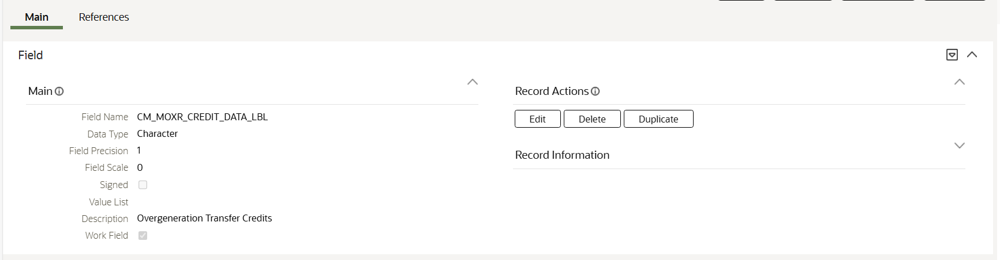 Main References
Field
Main
Field Name CM_MOXR_CREDIT_DATA_LBL
Data Type Character
Field Precision 1
Field Scale 0
Signed
Value List
Description Overgeneration Transfer Credits
Work Field
Record Actions
Edit Delete Duplicate
Record Information